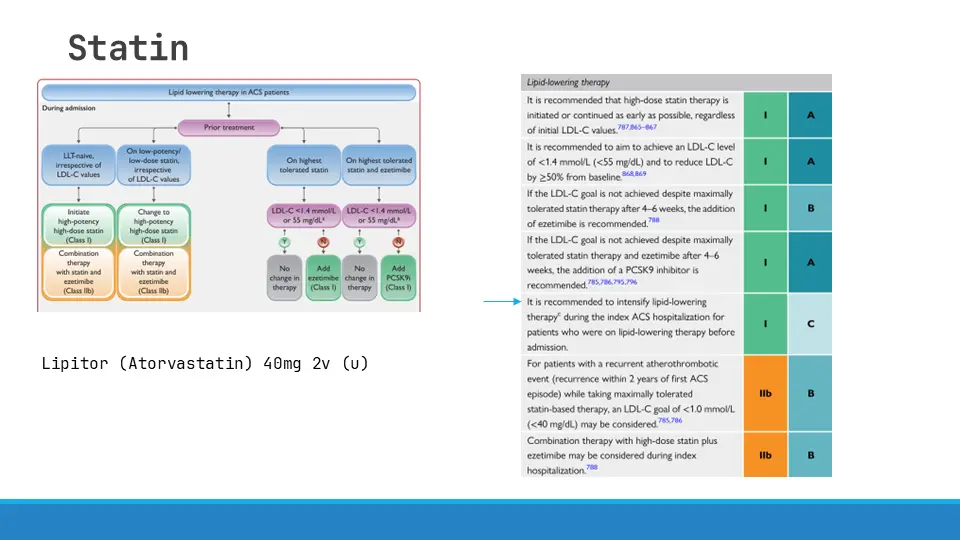 Statin
Lipid lowering therapy in ACS patients
During admission
Prior treatment
LLT-naive,
irrespective of
LDL-C values
On low-potency/
low-dose statin,
irrespective
of LDL-C values
On highest
tolerated statin
On highest tolerated
statin and ezetimibe
Initiate
high-potency
high-dose statin
(Class I)
Change to
high-potency
high-dose statin
(Class I)
LDL-C <1.4 mmol/L
or 55 mg/dLᵃ
LDL-C <1.4 mmol/L
or 55 mg/dLᵃ
Y
N
Y
N
Combination
therapy
with statin and
ezetimibe
(Class IIb)
Combination
therapy
with statin and
ezetimibe
(Class IIb)
No
change in
therapy
Add
ezetimibe
(Class I)
No
change in
therapy
Add
PCSK9i
(Class I)
Lipitor (Atorvastatin) 40mg 2v (u)
Lipid-lowering therapy
It is recommended that high-dose statin therapy is
initiated or continued as early as possible, regardless
of initial LDL-C values.787,865–867
I
A
It is recommended to aim to achieve an LDL-C level
of <1.4 mmol/L (<55 mg/dL) and to reduce LDL-C
by ≥50% from baseline.868,869
I
A
If the LDL-C goal is not achieved despite maximally
tolerated statin therapy after 4–6 weeks, the addition
of ezetimibe is recommended.788
I
B
If the LDL-C goal is not achieved despite maximally
tolerated statin therapy and ezetimibe after 4–6
weeks, the addition of a PCSK9 inhibitor is
recommended.785,786,795,796
I
A
It is recommended to intensify lipid-lowering
therapyᶜ during the index ACS hospitalization for
patients who were on lipid-lowering therapy before
admission.
I
C
For patients with a recurrent atherothrombotic
event (recurrence within 2 years of first ACS
episode) while taking maximally tolerated
statin-based therapy, an LDL-C goal of <1.0 mmol/L
(<40 mg/dL) may be considered.785,786
IIb
B
Combination therapy with high-dose statin plus
ezetimibe may be considered during index
hospitalization.788
IIb
B